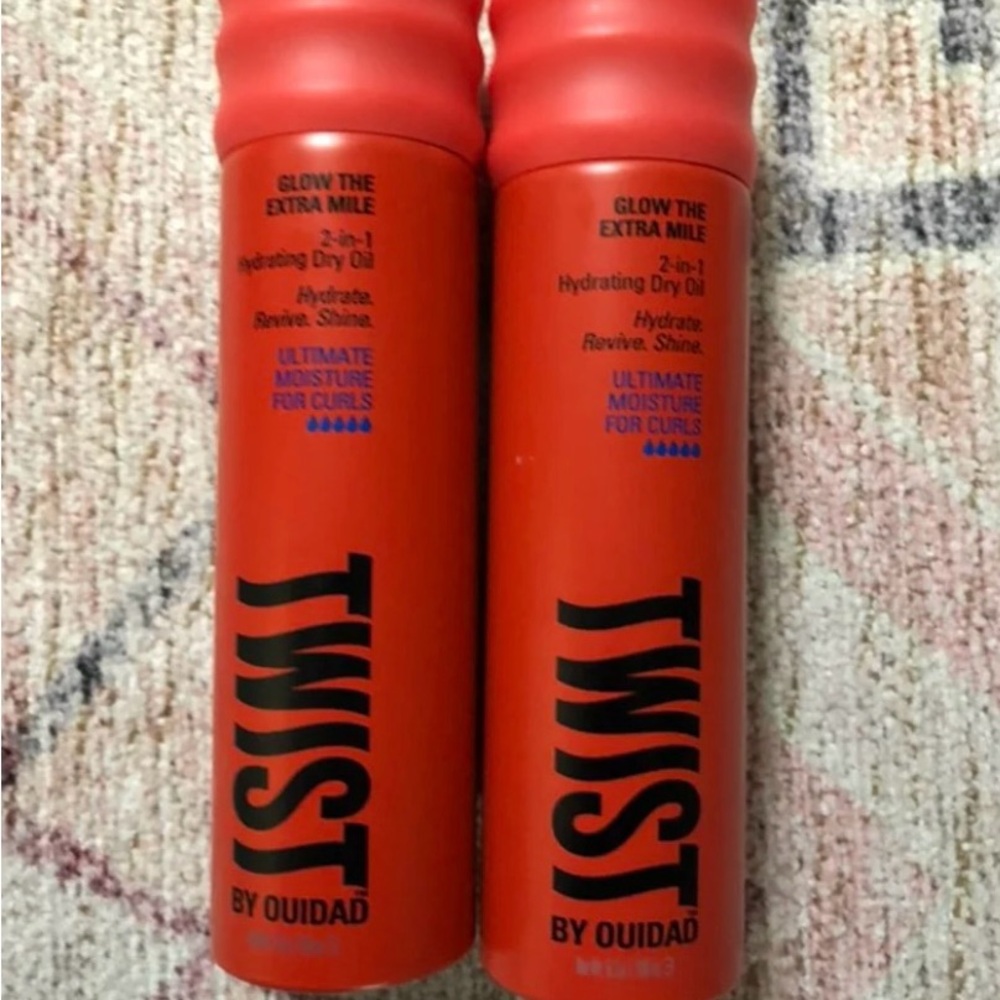 GLOW THE
EXTRA MILE
2-in-1
Hydrating Dry Oil
Hydrate.
Revive. Shine.
ULTIMATE
MOISTURE
FOR CURLS
TWIST
BY OUIDAD™
GLOW THE
EXTRA MILE
2-in-1
Hydrating Dry Oil
Hydrate.
Revive. Shine.
ULTIMATE
MOISTURE
FOR CURLS
TWIST
BY OUIDAD™